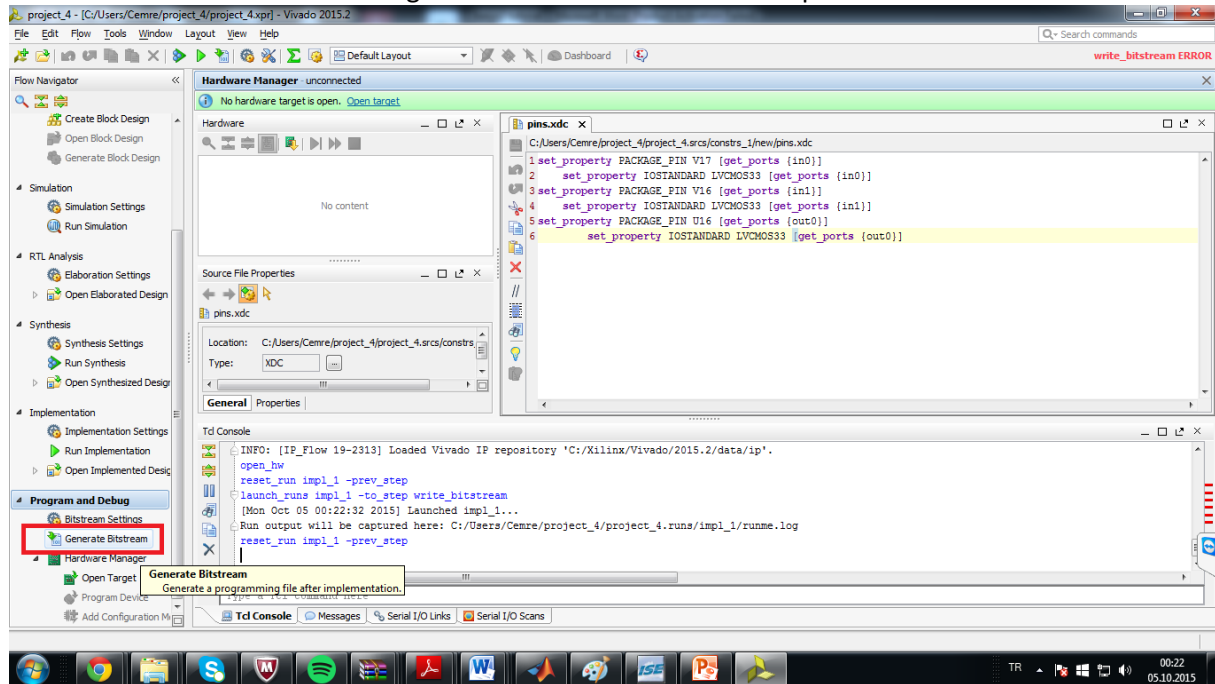 project_4 - [C:/Users/Cemre/project_4/project_4.xpr] - Vivado 2015.2
File Edit Flow Tools Window Layout View Help
Search commands
Default Layout
Dashboard
write_bitstream ERROR
Flow Navigator
Create Block Design
Open Block Design
Generate Block Design
Simulation
Simulation Settings
Run Simulation
RTL Analysis
Elaboration Settings
Open Elaborated Design
Synthesis
Synthesis Settings
Run Synthesis
Open Synthesized Desigr
Implementation
Implementation Settings
Run Implementation
Open Implemented Desig
Program and Debug
Bitstream Settings
Generate Bitstream
Hardware Manager
Open Target
Program Device
Add Configuration M
Generate Bitstream
Generate a programming file after implementation.
Hardware Manager - unconnected
No hardware target is open. Open target
Hardware
No content
Source File Properties
pins.xdc
Location: C:/Users/Cemre/project_4/project_4.srcs/constrs
Type: XDC
General Properties
pins.xdc
C:/Users/Cemre/project_4/project_4.srcs/constrs_1/new/pins.xdc
1 set_property PACKAGE_PIN V17 [get_ports {in0}]
2 set_property IOSTANDARD LVCMOS33 [get_ports {in0}]
3 set_property PACKAGE_PIN V16 [get_ports {in1}]
4 set_property IOSTANDARD LVCMOS33 [get_ports {in1}]
5 set_property PACKAGE_PIN U16 [get_ports {out0}]
6 set_property IOSTANDARD LVCMOS33 [get_ports {out0}]
Tcl Console
INFO: [IP_Flow 19-2313] Loaded Vivado IP repository 'C:/Xilinx/Vivado/2015.2/data/ip'.
open_hw
reset_run impl_1 -prev_step
launch_runs impl_1 -to_step write_bitstream
[Mon Oct 05 00:22:32 2015] Launched impl_1...
Run output will be captured here: C:/Users/Cemre/project_4/project_4.runs/impl_1/runme.log
reset_run impl_1 -prev_step
Type a Tcl command here
Tcl Console Messages Serial I/O Links Serial I/O Scans
ISE
TR
00:22
05.10.2015